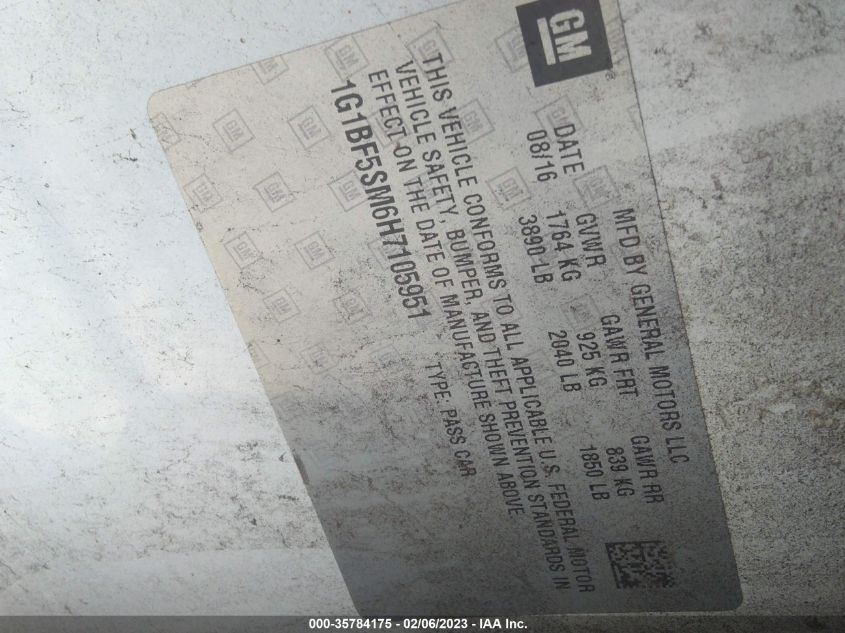 GM
MFD BY GENERAL MOTORS LLC
DATE GVWR GAWR FRT GAWR RR
08/16 1764 KG 925 KG 839 KG
3890 LB 2040 LB 1850 LB
THIS VEHICLE CONFORMS TO ALL APPLICABLE U.S. FEDERAL MOTOR
VEHICLE SAFETY, BUMPER, AND THEFT PREVENTION STANDARDS IN
EFFECT ON THE DATE OF MANUFACTURE SHOWN ABOVE
1G1BF5SM6H7105951 TYPE: PASS CAR
000-35784175 - 02/06/2023 - IAA Inc.